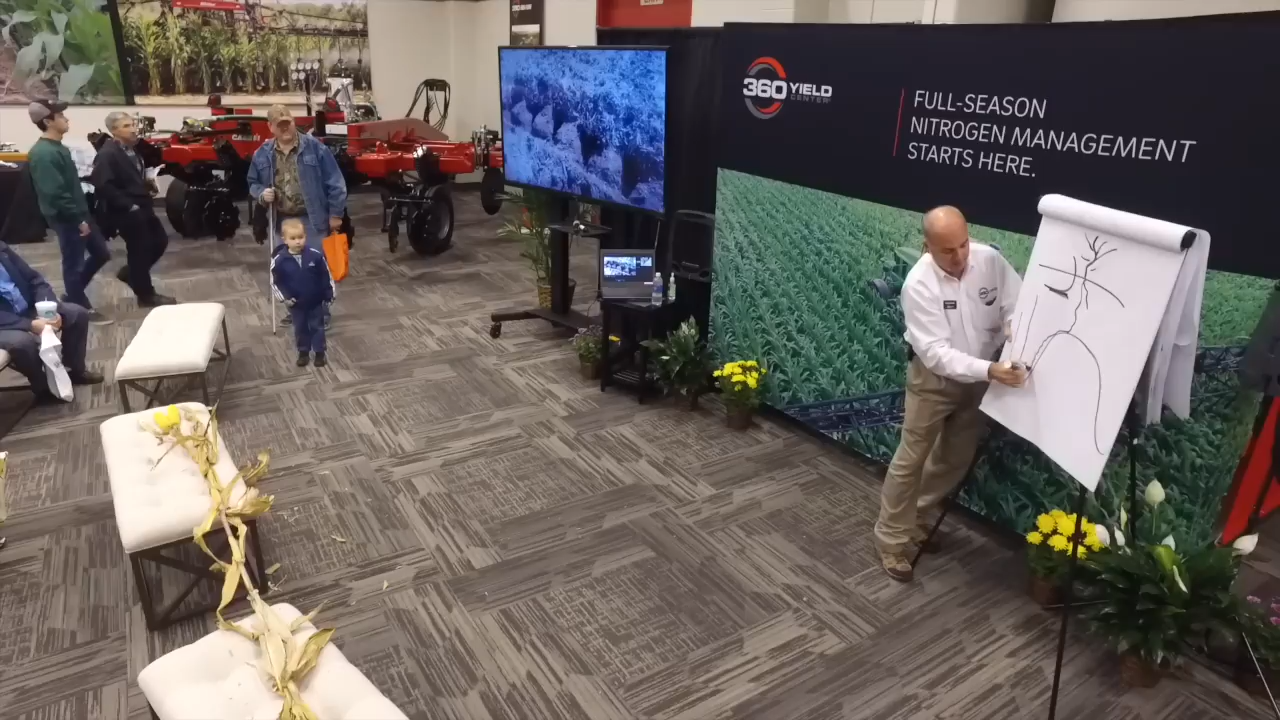 360 YIELD
CENTER
FULL-SEASON
NITROGEN MANAGEMENT
STARTS HERE.